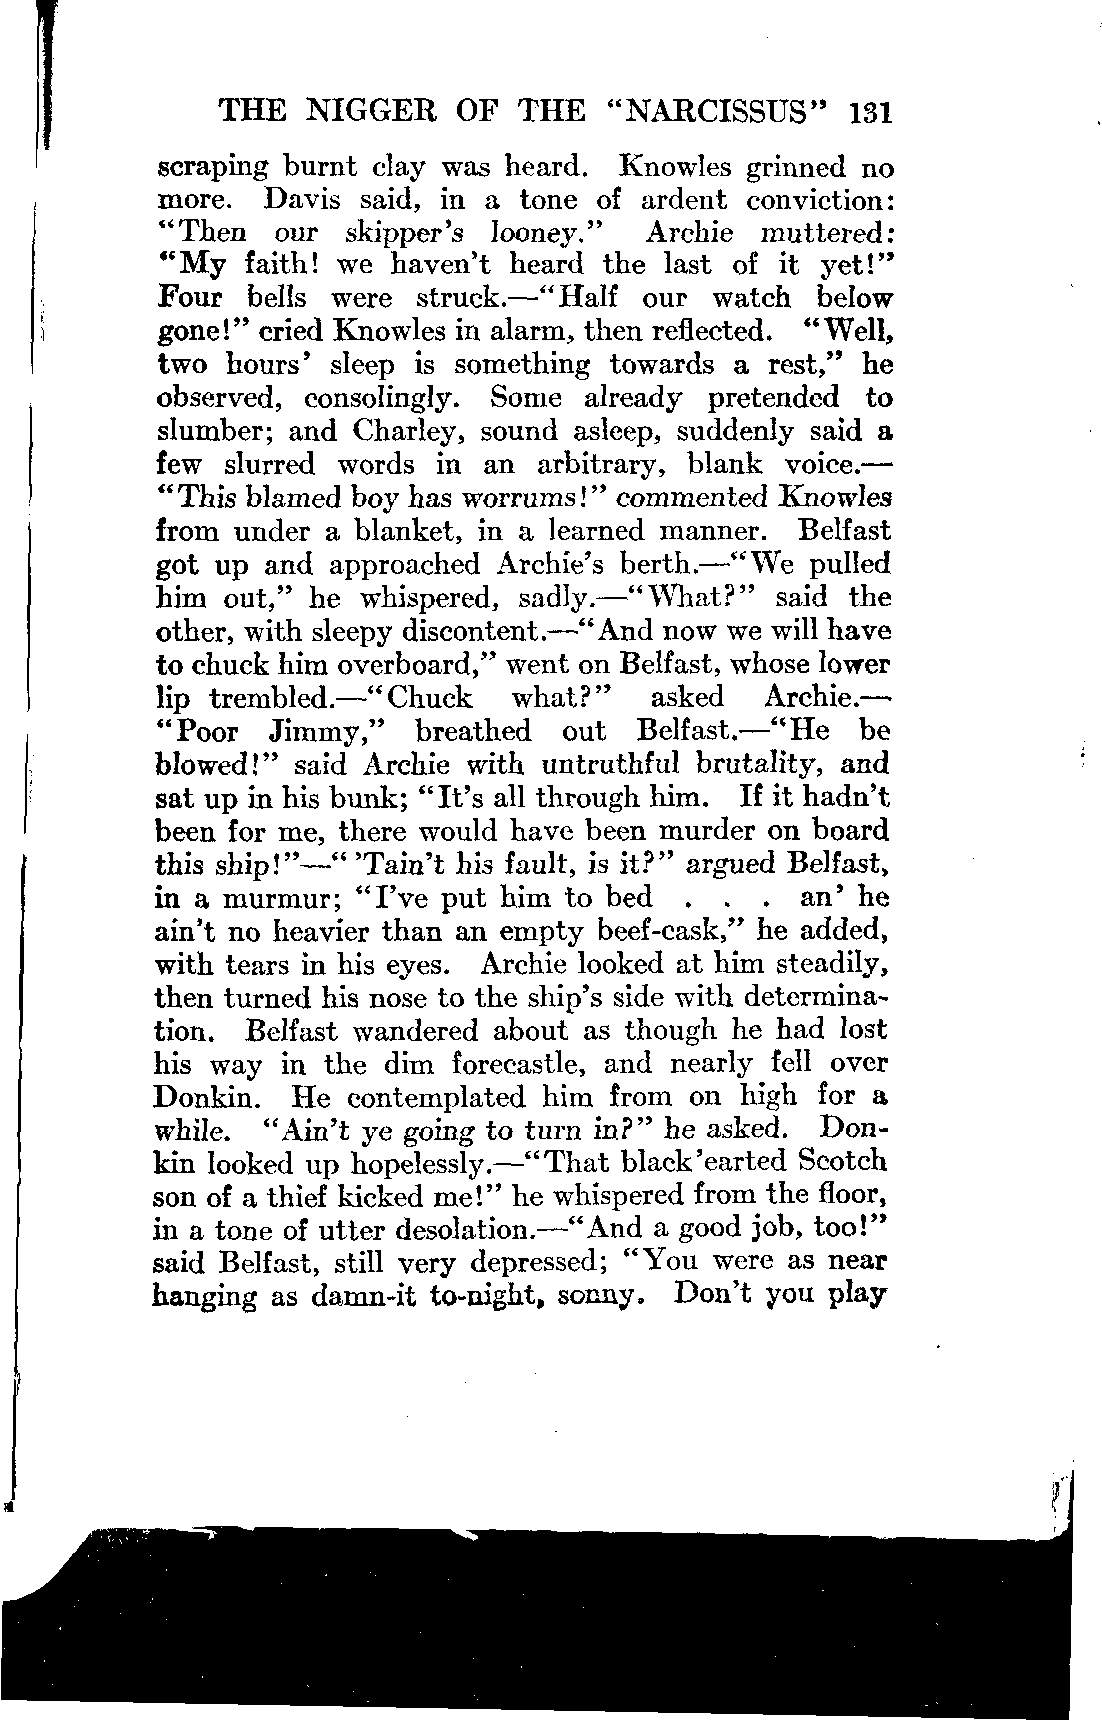 THE NIGGER OF THE "NARCISSUS" 131
scraping burnt clay was heard. Knowles grinned no
more. Davis said, in a tone of ardent conviction:
"Then our skipper's looney." Archie muttered:
"My faith! we haven't heard the last of it yet!"
Four bells were struck.—"Half our watch below
gone!" cried Knowles in alarm, then reflected. "Well,
two hours' sleep is something towards a rest," he
observed, consolingly. Some already pretended to
slumber; and Charley, sound asleep, suddenly said a
few slurred words in an arbitrary, blank voice.—
"This blamed boy has worrums!" commented Knowles
from under a blanket, in a learned manner. Belfast
got up and approached Archie's berth.—"We pulled
him out," he whispered, sadly.—"What?" said the
other, with sleepy discontent.—"And now we will have
to chuck him overboard," went on Belfast, whose lower
lip trembled.—"Chuck what?" asked Archie.—
"Poor Jimmy," breathed out Belfast.—"He be
blowed!" said Archie with untruthful brutality, and
sat up in his bunk; "It's all through him. If it hadn't
been for me, there would have been murder on board
this ship!"—" 'Tain't his fault, is it?" argued Belfast,
in a murmur; "I've put him to bed . . . an' he
ain't no heavier than an empty beef-cask," he added,
with tears in his eyes. Archie looked at him steadily,
then turned his nose to the ship's side with determina-
tion. Belfast wandered about as though he had lost
his way in the dim forecastle, and nearly fell over
Donkin. He contemplated him from on high for a
while. "Ain't ye going to turn in?" he asked. Don-
kin looked up hopelessly.—"That black'earted Scotch
son of a thief kicked me!" he whispered from the floor,
in a tone of utter desolation.—"And a good job, too!"
said Belfast, still very depressed; "You were as near
hanging as damn-it to-night, sonny. Don't you play